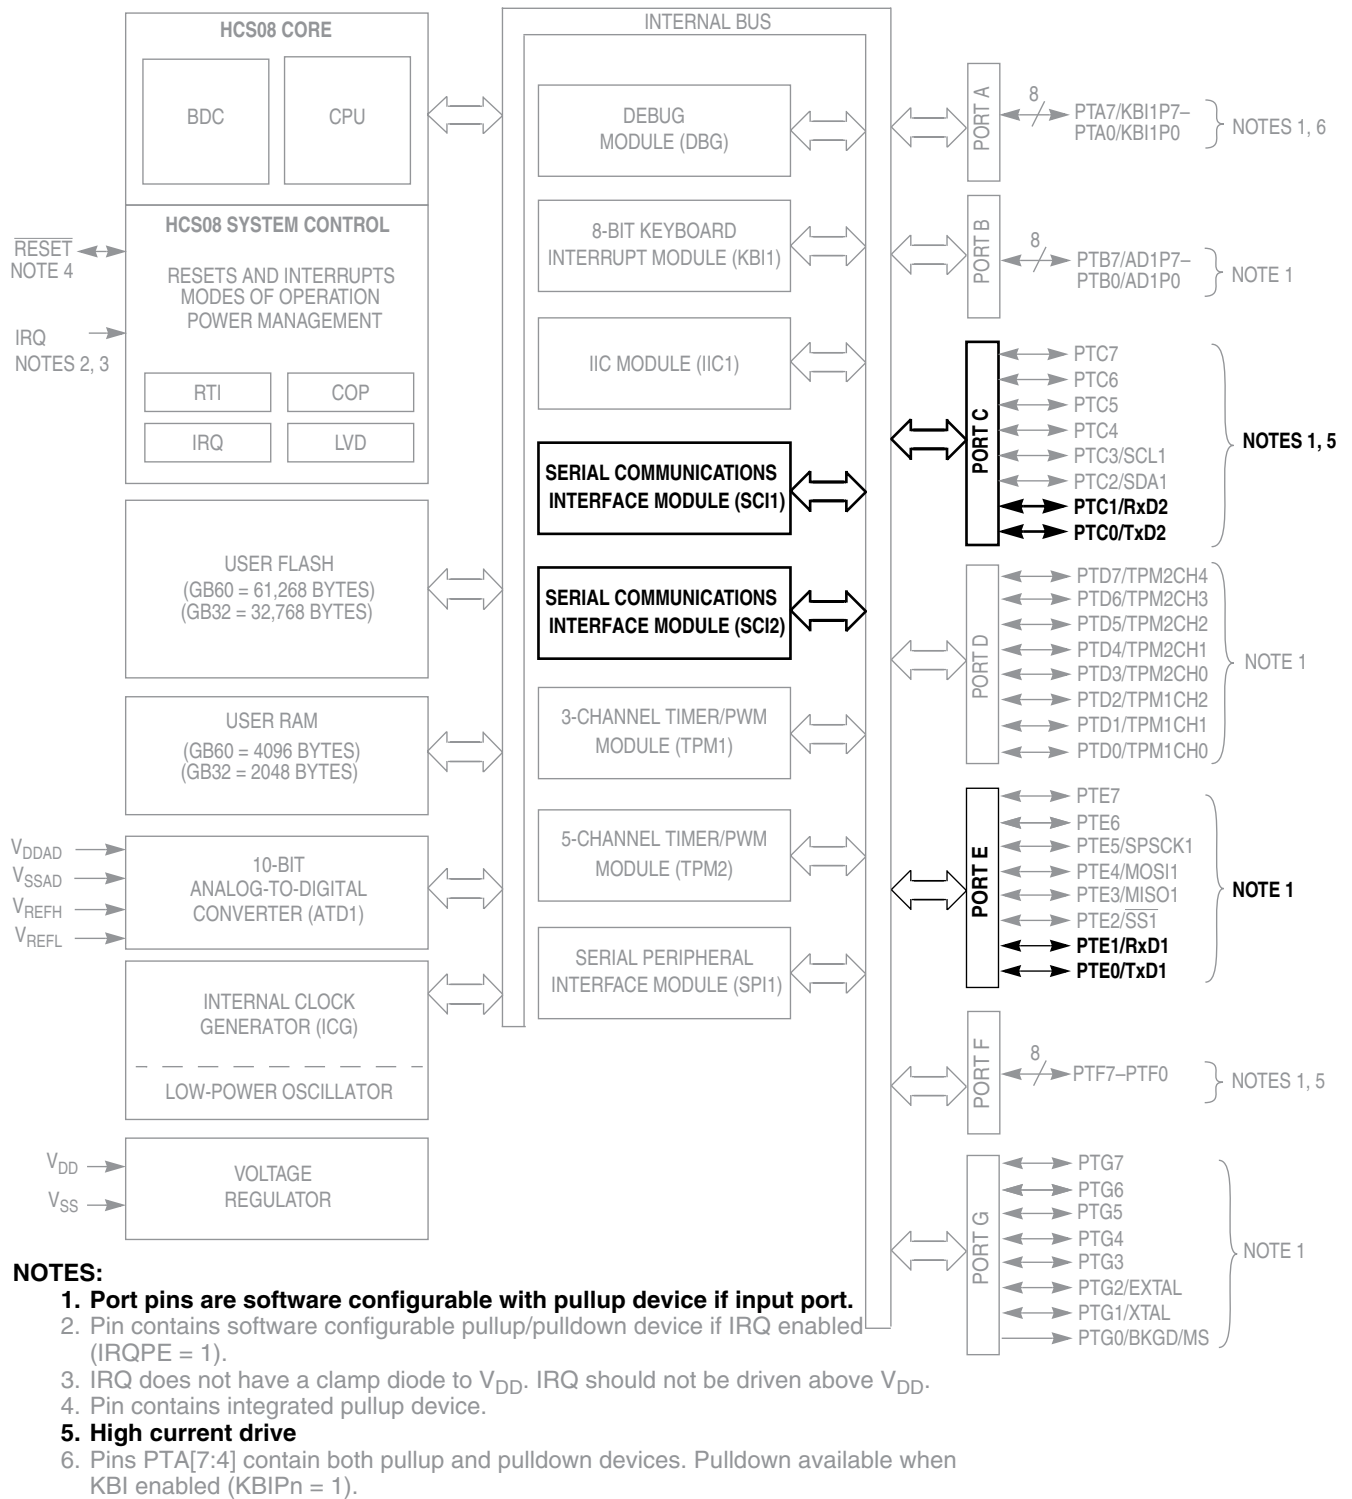 HCS08 CORE
BDC
CPU
HCS08 SYSTEM CONTROL
RESETS AND INTERRUPTS
MODES OF OPERATION
POWER MANAGEMENT
RTI
COP
IRQ
LVD
RESET
NOTE 4
IRQ
NOTES 2, 3
USER FLASH
(GB60 = 61,268 BYTES)
(GB32 = 32,768 BYTES)
USER RAM
(GB60 = 4096 BYTES)
(GB32 = 2048 BYTES)
VDDAD
VSSAD
VREFH
VREFL
10-BIT
ANALOG-TO-DIGITAL
CONVERTER (ATD1)
INTERNAL CLOCK
GENERATOR (ICG)
LOW-POWER OSCILLATOR
VDD
VSS
VOLTAGE
REGULATOR
INTERNAL BUS
DEBUG
MODULE (DBG)
8-BIT KEYBOARD
INTERRUPT MODULE (KBI1)
IIC MODULE (IIC1)
SERIAL COMMUNICATIONS
INTERFACE MODULE (SCI1)
SERIAL COMMUNICATIONS
INTERFACE MODULE (SCI2)
3-CHANNEL TIMER/PWM
MODULE (TPM1)
5-CHANNEL TIMER/PWM
MODULE (TPM2)
SERIAL PERIPHERAL
INTERFACE MODULE (SPI1)
PORT A
8
PTA7/KBI1P7–
PTA0/KBI1P0
NOTES 1, 6
PORT B
8
PTB7/AD1P7–
PTB0/AD1P0
NOTE 1
PORT C
PTC7
PTC6
PTC5
PTC4
PTC3/SCL1
PTC2/SDA1
PTC1/RxD2
PTC0/TxD2
NOTES 1, 5
PORT D
PTD7/TPM2CH4
PTD6/TPM2CH3
PTD5/TPM2CH2
PTD4/TPM2CH1
PTD3/TPM2CH0
PTD2/TPM1CH2
PTD1/TPM1CH1
PTD0/TPM1CH0
NOTE 1
PORT E
PTE7
PTE6
PTE5/SPSCK1
PTE4/MOSI1
PTE3/MISO1
PTE2/SS1
PTE1/RxD1
PTE0/TxD1
NOTE 1
PORT F
8
PTF7–PTF0
NOTES 1, 5
PORT G
PTG7
PTG6
PTG5
PTG4
PTG3
PTG2/EXTAL
PTG1/XTAL
PTG0/BKGD/MS
NOTE 1
NOTES:
1. Port pins are software configurable with pullup device if input port.
2. Pin contains software configurable pullup/pulldown device if IRQ enabled
(IRQPE = 1).
3. IRQ does not have a clamp diode to VDD. IRQ should not be driven above VDD.
4. Pin contains integrated pullup device.
5. High current drive
6. Pins PTA[7:4] contain both pullup and pulldown devices. Pulldown available when
KBI enabled (KBIPn = 1).